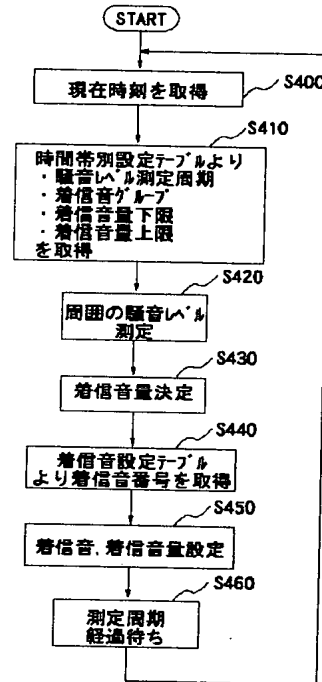 START
現在時刻を取得
S400
S410
時間帯別設定テーブルより
・騒音レベル測定周期
・着信音グループ
・着信音量下限
・着信音量上限
を取得
S420
周囲の騒音レベル
測定
S430
着信音量決定
S440
着信音設定テーブル
より着信音番号を取得
S450
着信音,着信音量設定
S460
測定周期
経過待ち